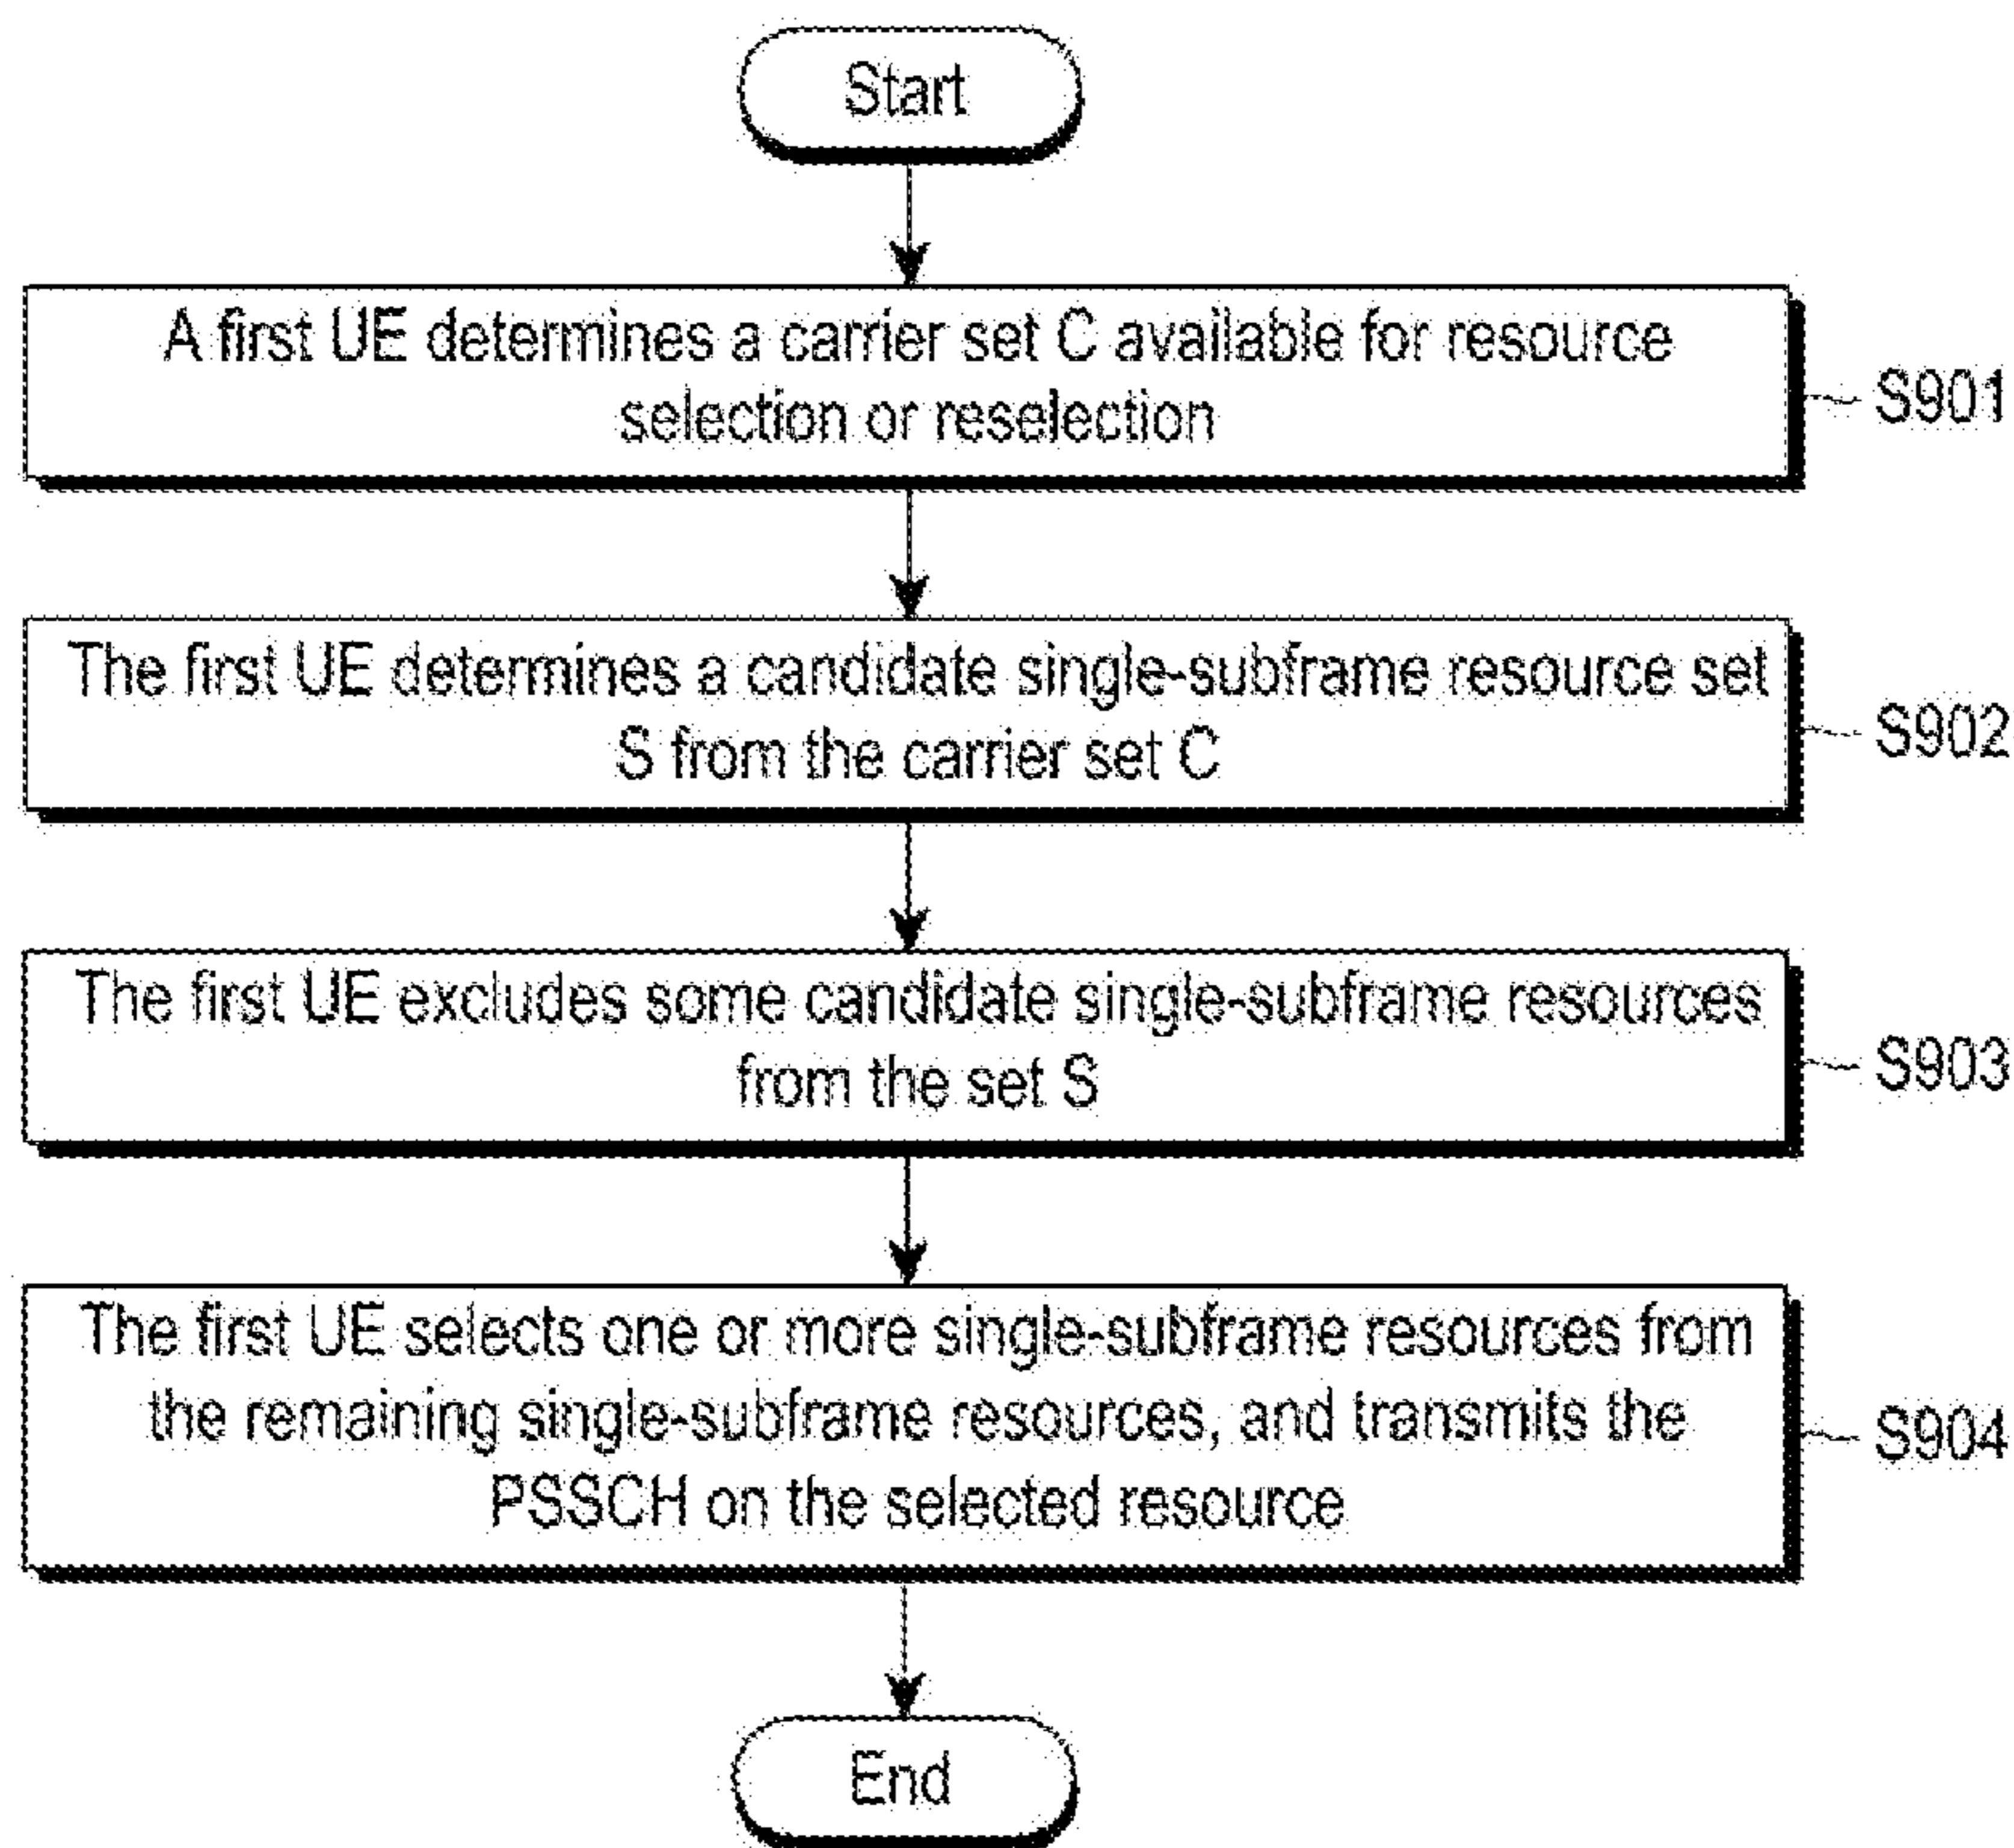 Start
A first UE determines a carrier set C available for resource
selection or reselection
S901
The first UE determines a candidate single-subframe resource set
S from the carrier set C
S902
The first UE excludes some candidate single-subframe resources
from the set S
S903
The first UE selects one or more single-subframe resources from
the remaining single-subframe resources, and transmits the
PSSCH on the selected resource
S904
End